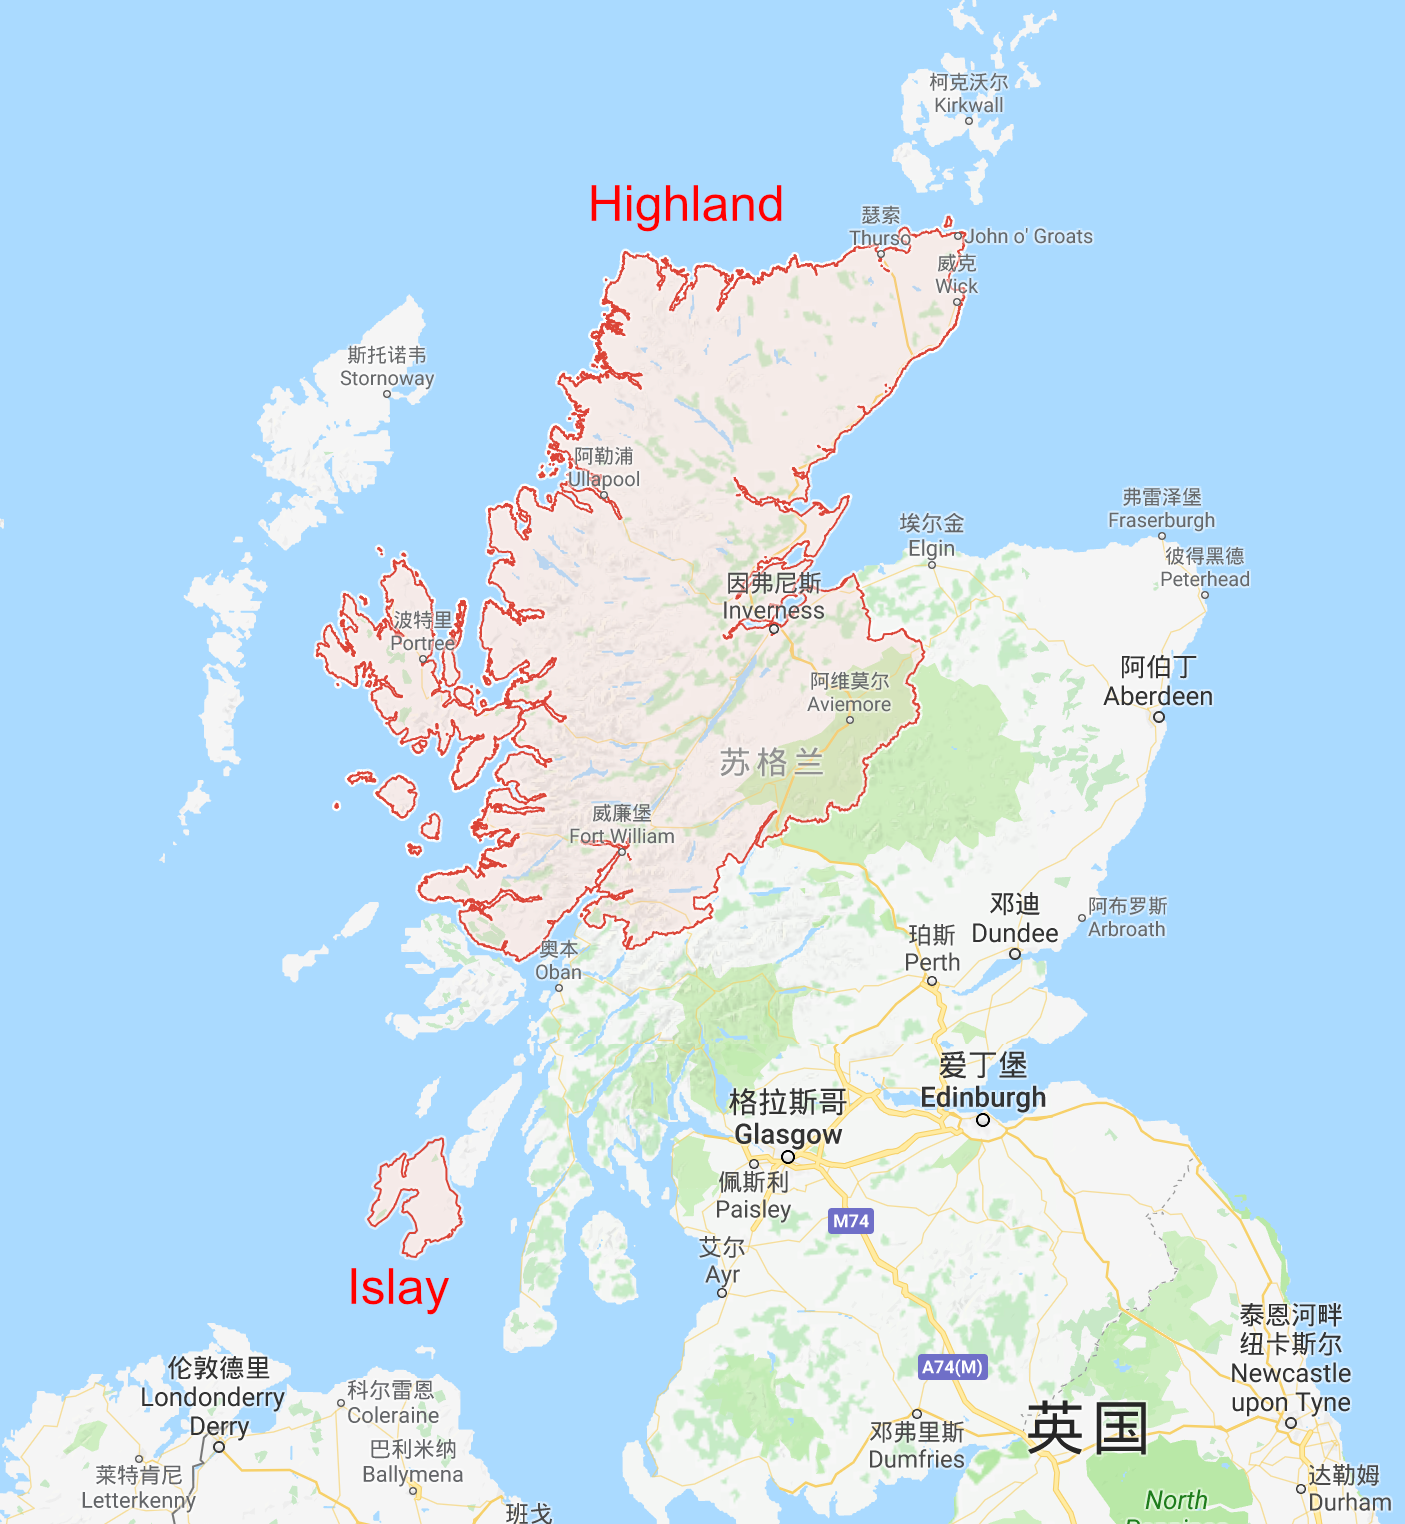 柯克沃尔
Kirkwall
Highland
瑟索
Thurso
John o' Groats
威克
Wick
斯托诺韦
Stornoway
阿勒浦
Ullapool
弗雷泽堡
Fraserburgh
埃尔金
Elgin
彼得黑德
Peterhead
因弗尼斯
Inverness
波特里
Portree
阿伯丁
Aberdeen
阿维莫尔
Aviemore
苏格兰
威廉堡
Fort William
邓迪
Dundee
阿布罗斯
Arbroath
珀斯
Perth
奥本
Oban
爱丁堡
Edinburgh
格拉斯哥
Glasgow
佩斯利
Paisley
M74
艾尔
Ayr
Islay
泰恩河畔
纽卡斯尔
Newcastle
upon Tyne
伦敦德里
Londonderry
Derry
A74(M)
科尔雷恩
Coleraine
英国
邓弗里斯
Dumfries
巴利米纳
Ballymena
莱特肯尼
Letterkenny
达勒姆
Durham
North
班戈